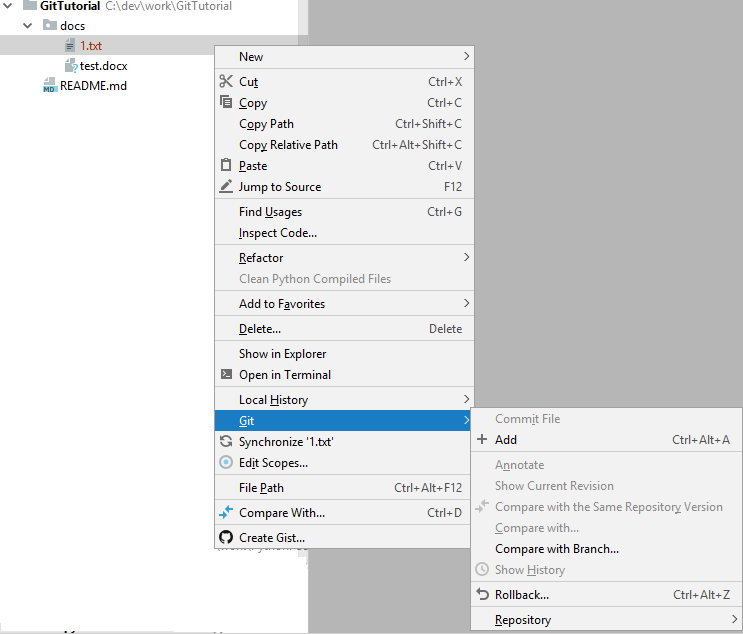 GitTutorial C:\dev\work\GitTutorial
docs
1.txt
test.docx
README.md
New
Cut Ctrl+X
Copy Ctrl+C
Copy Path Ctrl+Shift+C
Copy Relative Path Ctrl+Alt+Shift+C
Paste Ctrl+V
Jump to Source F12
Find Usages Ctrl+G
Inspect Code...
Refactor
Clean Python Compiled Files
Add to Favorites
Delete... Delete
Show in Explorer
Open in Terminal
Local History
Git
Synchronize '1.txt'
Edit Scopes...
File Path Ctrl+Alt+F12
Compare With... Ctrl+D
Create Gist...
Commit File
Add Ctrl+Alt+A
Annotate
Show Current Revision
Compare with the Same Repository Version
Compare with...
Compare with Branch...
Show History
Rollback... Ctrl+Alt+Z
Repository